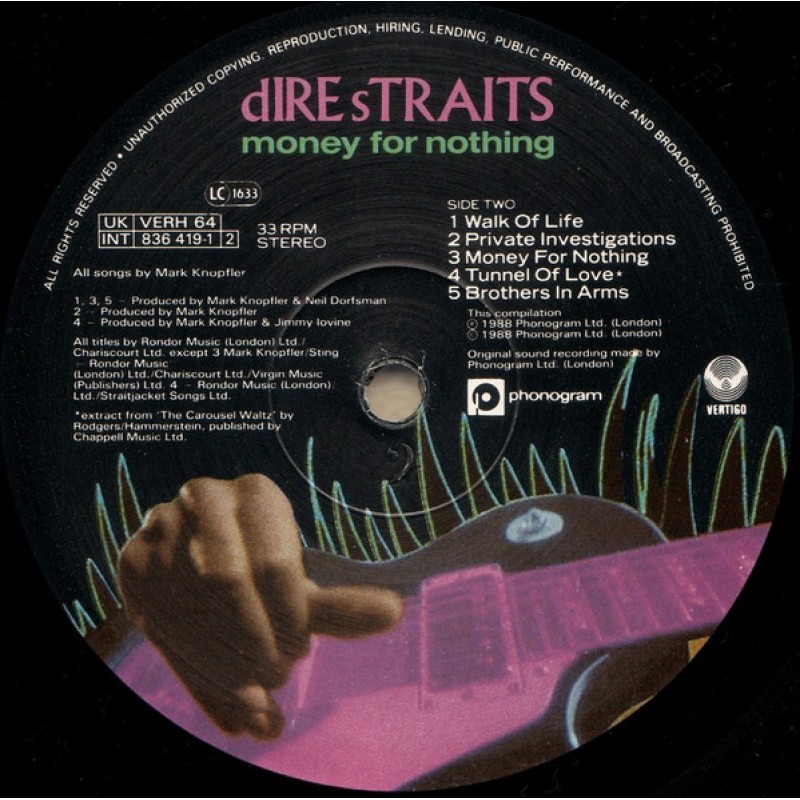 ALL RIGHTS RESERVED • UNAUTHORIZED COPYING, REPRODUCTION, HIRING, LENDING, PUBLIC PERFORMANCE AND BROADCASTING PROHIBITED
dIRE sTRAITS
money for nothing
LC 1633
UK VERH 64
INT 836 419-1 2
33 RPM
STEREO
All songs by Mark Knopfler
1, 3, 5 – Produced by Mark Knopfler & Neil Dorfsman
2 – Produced by Mark Knopfler
4 – Produced by Mark Knopfler & Jimmy Iovine
All titles by Rondor Music (London) Ltd./
Chariscourt Ltd. except 3 Mark Knopfler/Sting
– Rondor Music
(London) Ltd./Chariscourt Ltd./Virgin Music
(Publishers) Ltd. 4 – Rondor Music (London)
Ltd./Straitjacket Songs Ltd.
*extract from 'The Carousel Waltz' by
Rodgers/Hammerstein, published by
Chappell Music Ltd.
SIDE TWO
1 Walk Of Life
2 Private Investigations
3 Money For Nothing
4 Tunnel Of Love*
5 Brothers In Arms
This compilation
℗ 1988 Phonogram Ltd. (London)
© 1988 Phonogram Ltd. (London)
Original sound recording made by
Phonogram Ltd. (London)
phonogram
VERTIGO